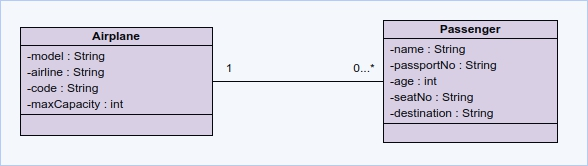 Airplane
-model : String
-airline : String
-code : String
-maxCapacity : int
1
0...*
Passenger
-name : String
-passportNo : String
-age : int
-seatNo : String
-destination : String